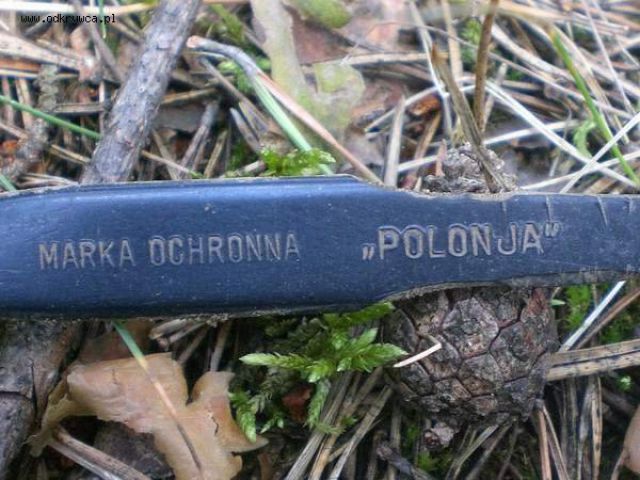 www.odkrywca.pl
MARKA OCHRONNA „POLONJA”